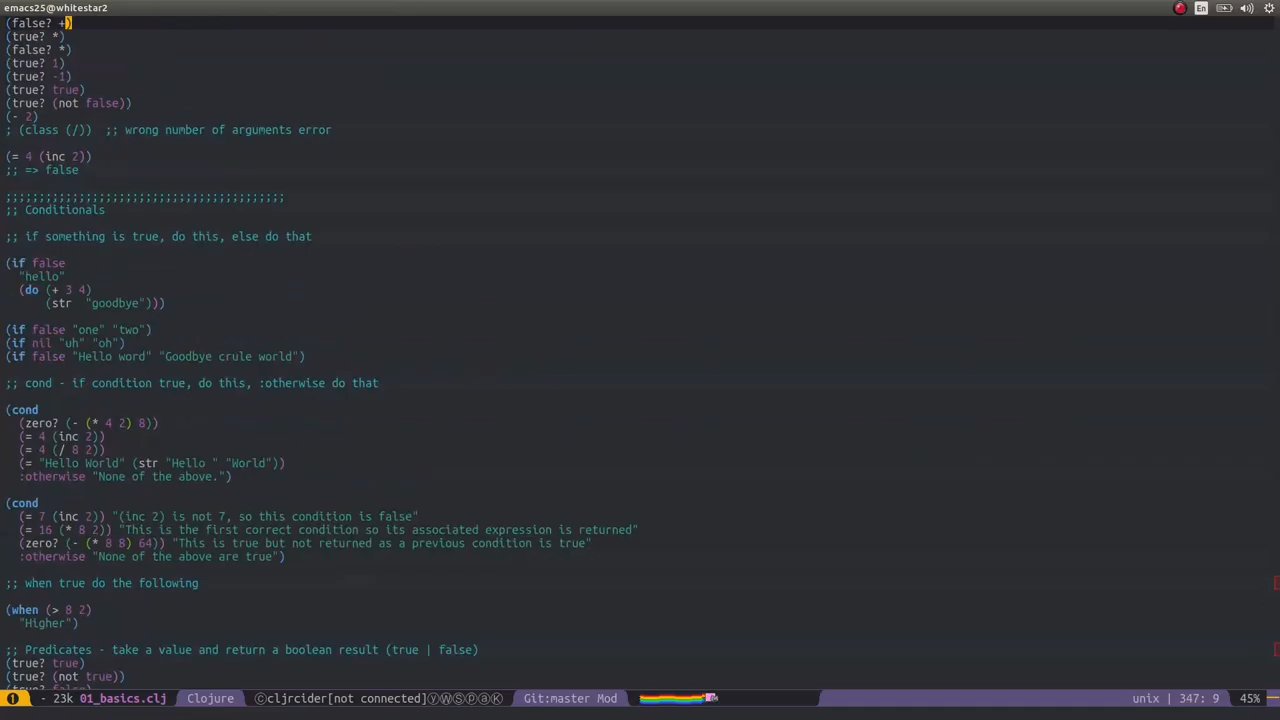 emacs25@whitestar2
En
(false? +)
(true? *)
(false? *)
(true? 1)
(true? -1)
(true? true)
(true? (not false))
(- 2)
; (class (/))  ;; wrong number of arguments error
(= 4 (inc 2))
;; => false
;;;;;;;;;;;;;;;;;;;;;;;;;;;;;;;;;;;;;;;;;;
;; Conditionals
;; if something is true, do this, else do that
(if false
  "hello"
  (do (+ 3 4)
      (str  "goodbye")))
(if false "one" "two")
(if nil "uh" "oh")
(if false "Hello word" "Goodbye crule world")
;; cond - if condition true, do this, :otherwise do that
(cond
  (zero? (- (* 4 2) 8))
  (= 4 (inc 2))
  (= 4 (/ 8 2))
  (= "Hello World" (str "Hello " "World"))
  :otherwise "None of the above.")
(cond
  (= 7 (inc 2)) "(inc 2) is not 7, so this condition is false"
  (= 16 (* 8 2)) "This is the first correct condition so its associated expression is returned"
  (zero? (- (* 8 8) 64)) "This is true but not returned as a previous condition is true"
  :otherwise "None of the above are true")
;; when true do the following
(when (> 8 2)
  "Higher")
;; Predicates - take a value and return a boolean result (true | false)
(true? true)
(true? (not true))
(true? false)
❶ - 23k 01_basics.clj Clojure ⓒcljrcider[not connected]ⓨⓌⓈⓟⓐⓀ Git:master Mod unix | 347: 9 45%